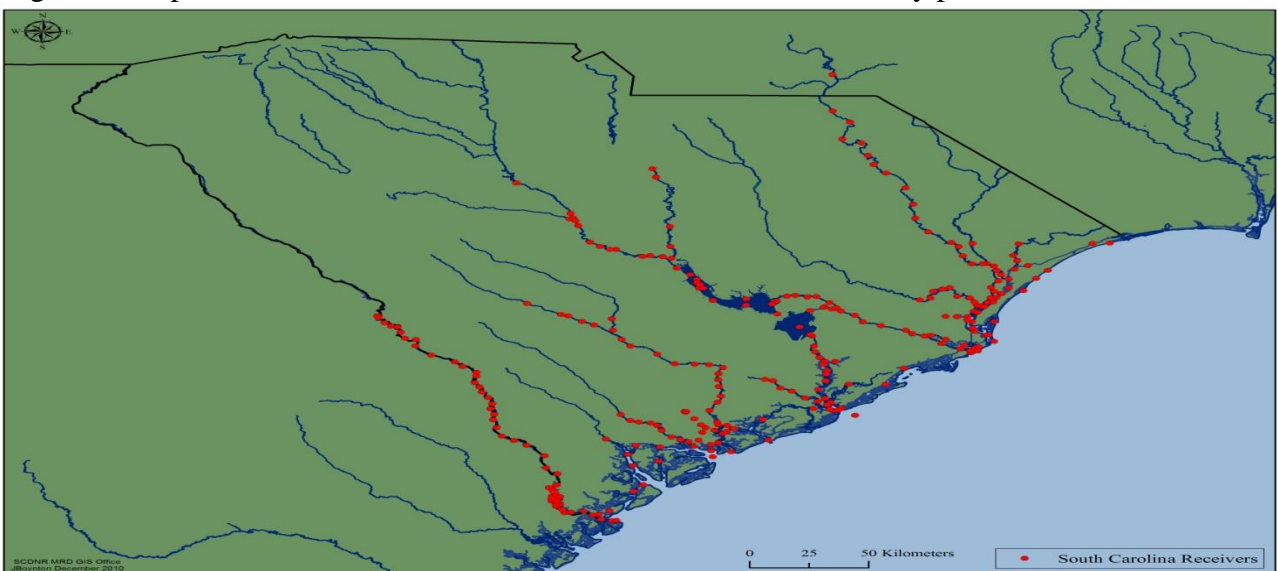 N
W E
S
0 25 50 Kilometers
South Carolina Receivers
SCDNR MRD GIS Office
JBoynton December 2010